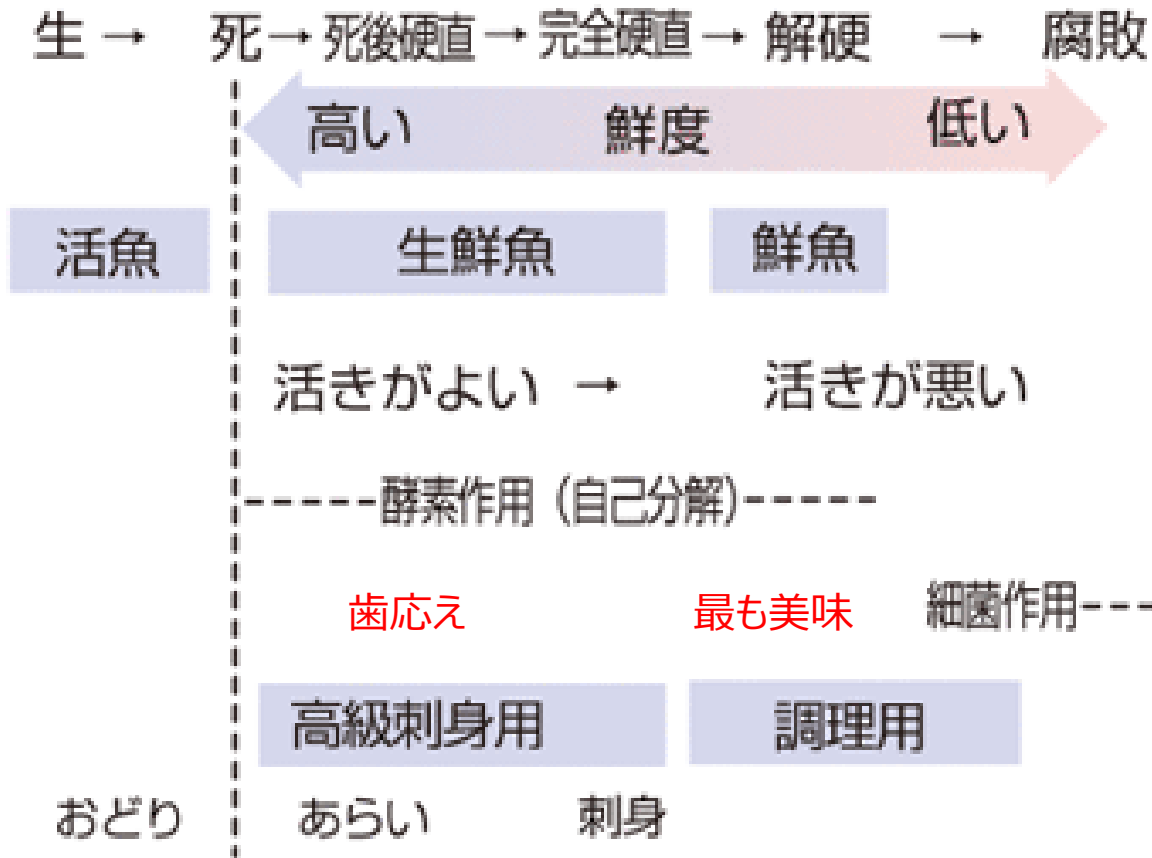 生 → 死 → 死後硬直 → 完全硬直 → 解硬 → 腐敗
高い 鮮度 低い
活魚 生鮮魚 鮮魚
活きがよい → 活きが悪い
酵素作用（自己分解）
歯応え 最も美味 細菌作用
高級刺身用 調理用
おどり あらい 刺身